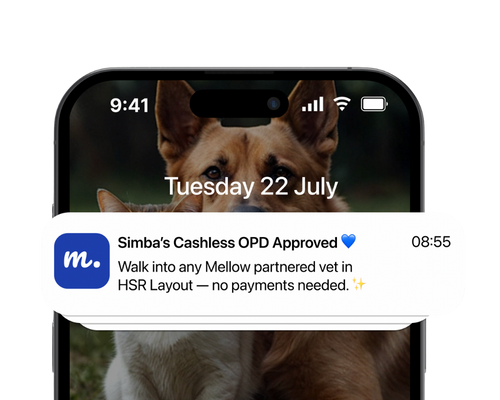 9:41
Tuesday 22 July
Simba's Cashless OPD Approved 💙
08:55
m.
Walk into any Mellow partnered vet in
HSR Layout — no payments needed. ✨